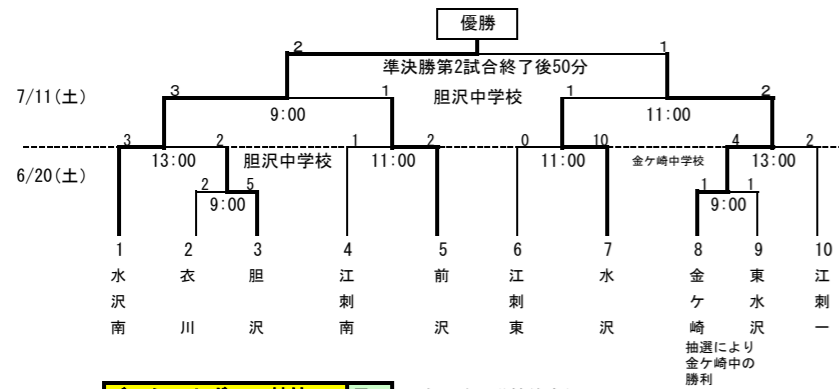 優勝
2 1
準決勝第2試合終了後50分
7/11(土) 3 1 胆沢中学校 1 2
9:00 11:00
3 2 1 2 0 10 4 2
13:00 胆沢中学校 11:00 11:00 金ケ崎中学校 13:00
6/20(土) 2 5 1 1
9:00 9:00
1 2 3 4 5 6 7 8 9 10
水沢南 衣川 胆沢 江刺南 前沢 江刺東 水沢 金ケ崎 東水沢 江刺一
抽選により
金ケ崎中の
勝利